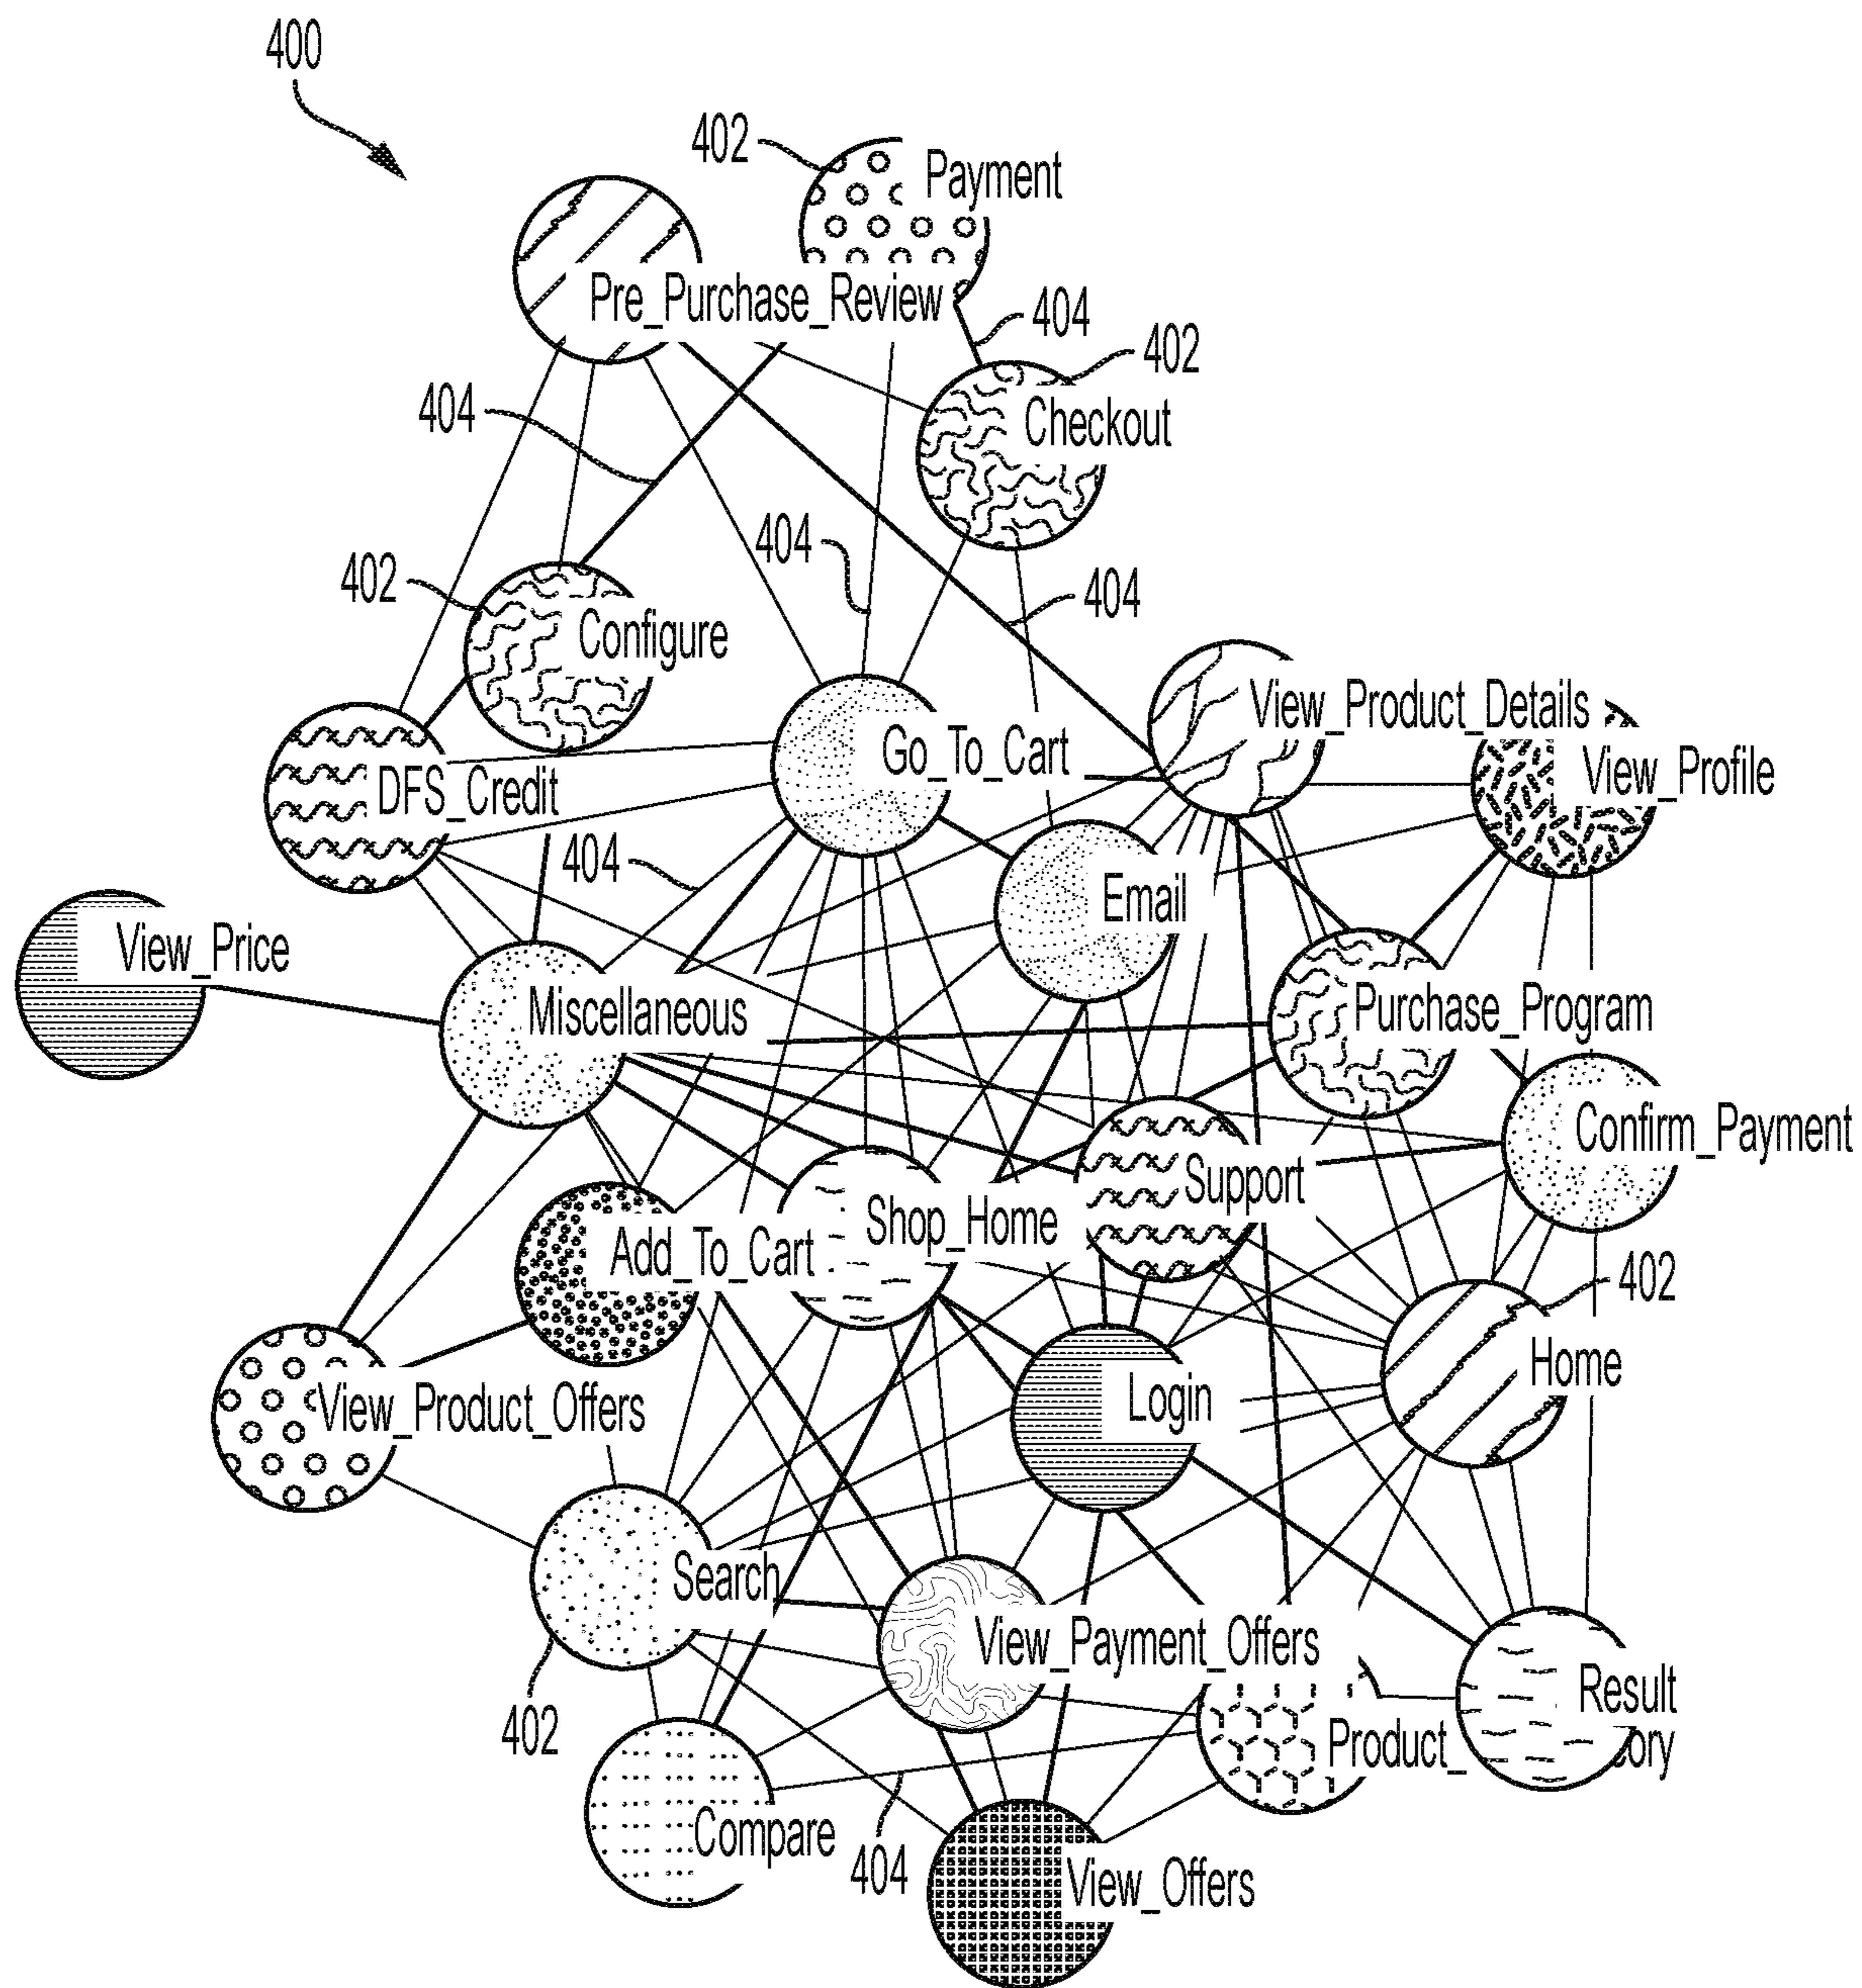 400
402
Payment
Pre_Purchase_Review
404
402
Checkout
404
404
402
404
Configure
View_Product_Details
Go_To_Cart
View_Profile
DFS_Credit
404
Email
View_Price
Miscellaneous
Purchase_Program
Confirm_Payment
Support
Shop_Home
Add_To_Cart
402
Home
View_Product_Offers
Login
Search
View_Payment_Offers
Result
402
Product_
ory
Compare
404
View_Offers